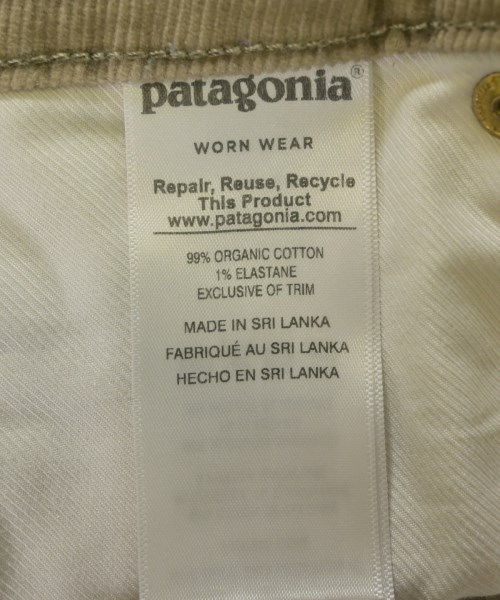 patagonia®
WORN WEAR
Repair, Reuse, Recycle
This Product
www.patagonia.com
99% ORGANIC COTTON
1% ELASTANE
EXCLUSIVE OF TRIM
MADE IN SRI LANKA
FABRIQUÉ AU SRI LANKA
HECHO EN SRI LANKA